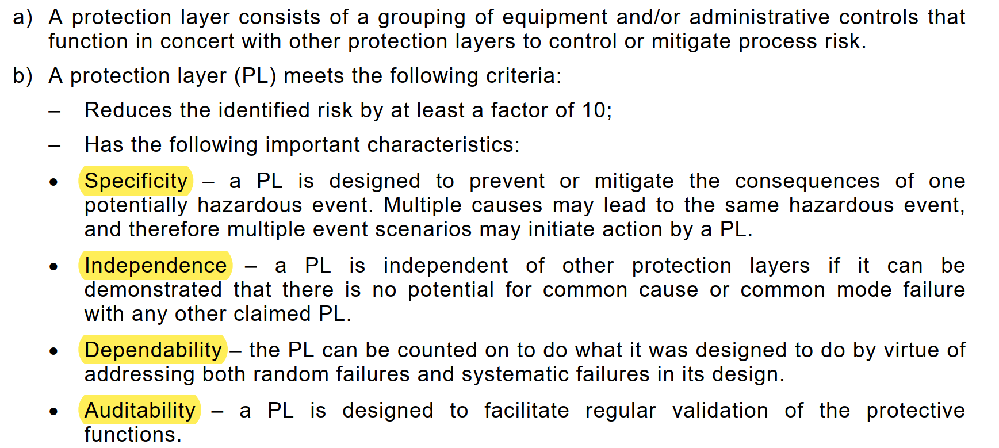 a) A protection layer consists of a grouping of equipment and/or administrative controls that
function in concert with other protection layers to control or mitigate process risk.
b) A protection layer (PL) meets the following criteria:
– Reduces the identified risk by at least a factor of 10;
– Has the following important characteristics:
• Specificity – a PL is designed to prevent or mitigate the consequences of one
potentially hazardous event. Multiple causes may lead to the same hazardous event,
and therefore multiple event scenarios may initiate action by a PL.
• Independence – a PL is independent of other protection layers if it can be
demonstrated that there is no potential for common cause or common mode failure
with any other claimed PL.
• Dependability – the PL can be counted on to do what it was designed to do by virtue of
addressing both random failures and systematic failures in its design.
• Auditability – a PL is designed to facilitate regular validation of the protective
functions.